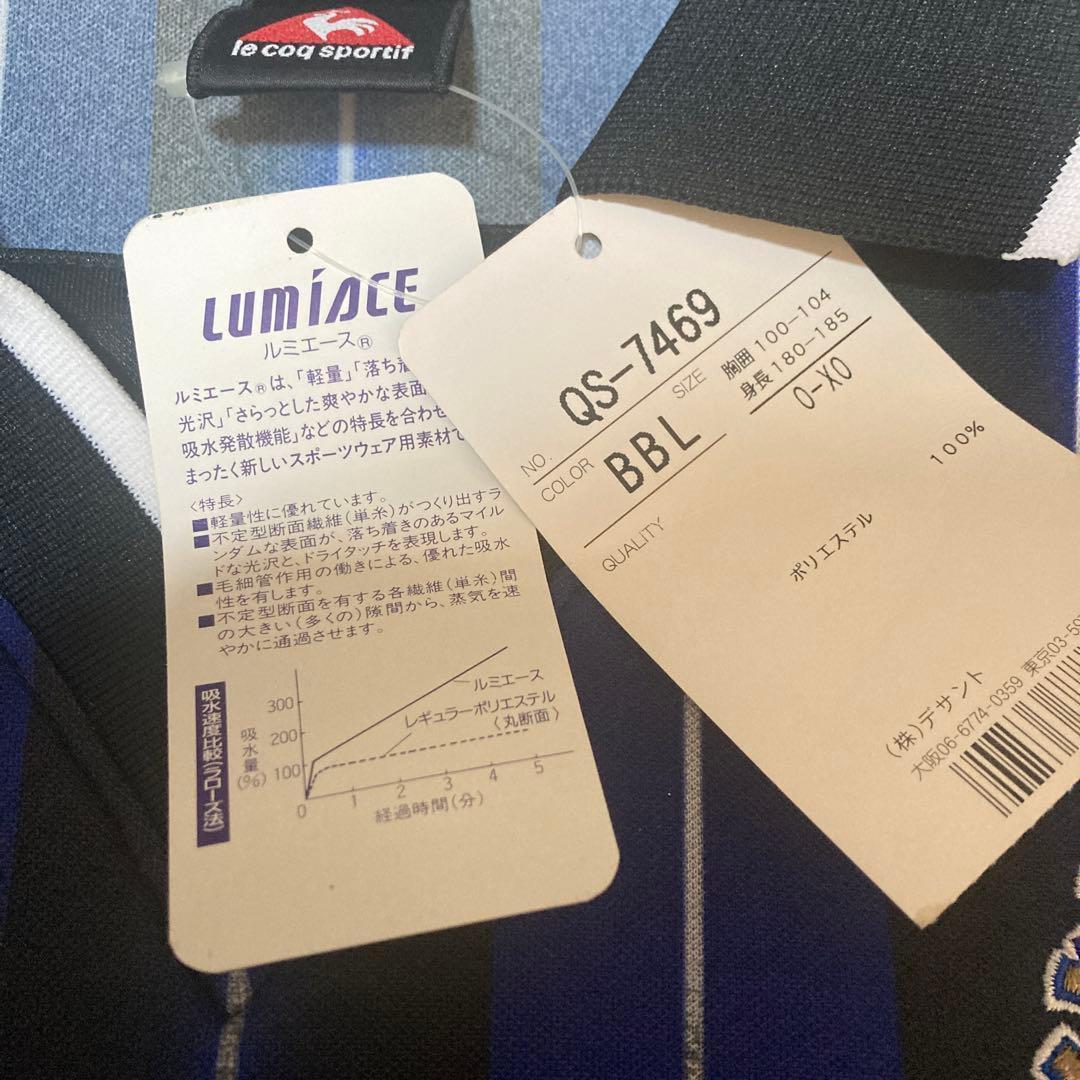 le coq sportif
LUMIACE
ルミエース®
ルミエース®は、「軽量」「落ち着
光沢」「さらっとした爽やかな表面
吸水発散機能」などの特長を合わせ
まったく新しいスポーツウェア用素材で
〈特長〉
■軽量性に優れています。
■不定型断面繊維(単糸)がつくり出すラ
ンダムな表面が、落ち着きのあるマイル
ドな光沢と、ドライタッチを表現します。
■毛細管作用の働きによる、優れた吸水
性を有します。
■不定型断面を有する各繊維(単糸)間
の大きい(多くの)隙間から、蒸気を速
やかに通過させます。
吸水速度比較(ラローズ法)
吸水量(%)
300
200
100
0 1 2 3 4 5
経過時間(分)
ルミエース
レギュラーポリエステル
(丸断面)
NO. QS-7469
COLOR BBL
SIZE 胸囲100-104
身長180-185
O-XO
QUALITY
ポリエステル 100%
(株)デサント
大阪06-6774-0359 東京03-59